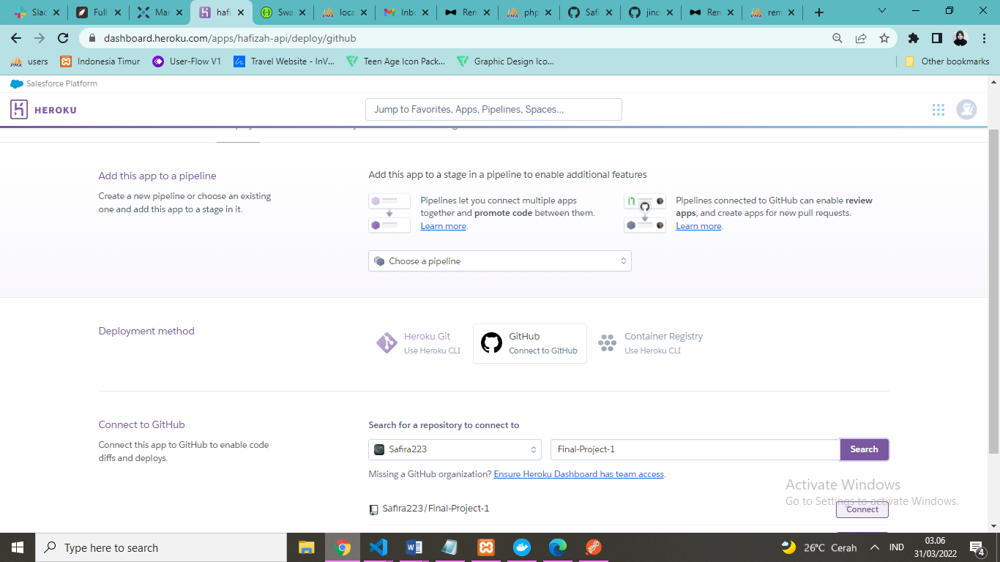 Slac
Full
Mar
hafi
Swa
loca
Inbo
Rem
php
Safi
jinc
Ren
rem
dashboard.heroku.com/apps/hafizah-api/deploy/github
users
Indonesia Timur
User-Flow V1
Travel Website - InV...
Teen Age Icon Pack...
Graphic Design Ico...
Other bookmarks
Salesforce Platform
HEROKU
Jump to Favorites, Apps, Pipelines, Spaces...
Add this app to a pipeline
Create a new pipeline or choose an existing
one and add this app to a stage in it.
Add this app to a stage in a pipeline to enable additional features
Pipelines let you connect multiple apps
together and promote code between them.
Learn more.
Pipelines connected to GitHub can enable review
apps, and create apps for new pull requests.
Learn more.
Choose a pipeline
Deployment method
Heroku Git
Use Heroku CLI
GitHub
Connect to GitHub
Container Registry
Use Heroku CLI
Connect to GitHub
Connect this app to GitHub to enable code
diffs and deploys.
Search for a repository to connect to
Safira223
Final-Project-1
Search
Missing a GitHub organization? Ensure Heroku Dashboard has team access.
Safira223/Final-Project-1
Connect
Activate Windows
Go to Settings to activate Windows.
Type here to search
26°C Cerah
IND
03.06
31/03/2022
4